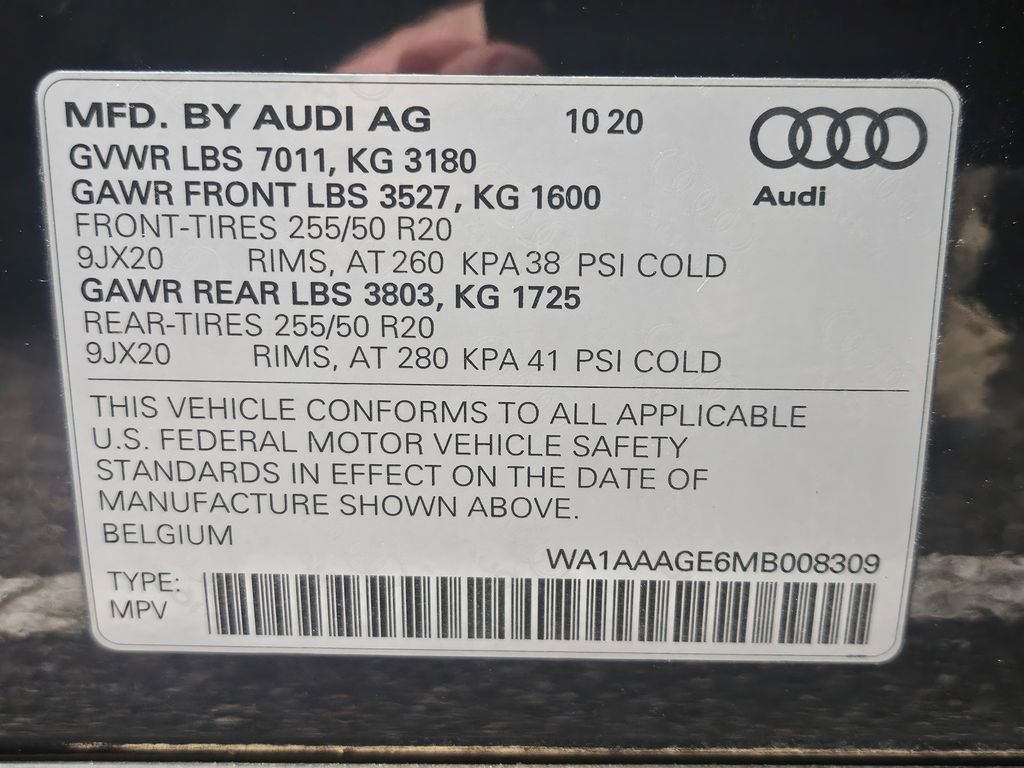 MFD. BY AUDI AG 10 20
GVWR LBS 7011, KG 3180
GAWR FRONT LBS 3527, KG 1600
Audi
FRONT-TIRES 255/50 R20
9JX20 RIMS, AT 260 KPA 38 PSI COLD
GAWR REAR LBS 3803, KG 1725
REAR-TIRES 255/50 R20
9JX20 RIMS, AT 280 KPA 41 PSI COLD
THIS VEHICLE CONFORMS TO ALL APPLICABLE
U.S. FEDERAL MOTOR VEHICLE SAFETY
STANDARDS IN EFFECT ON THE DATE OF
MANUFACTURE SHOWN ABOVE.
BELGIUM
WA1AAAGE6MB008309
TYPE:
MPV